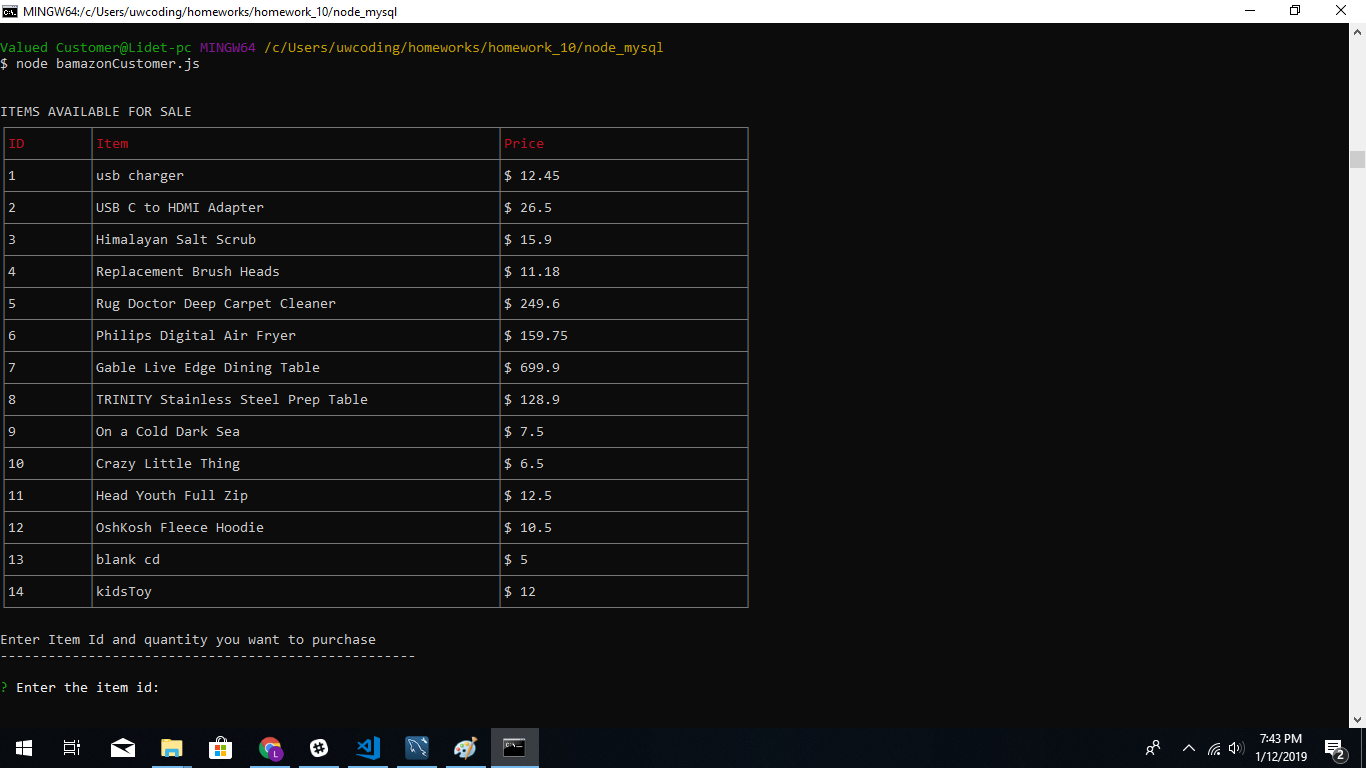 MINGW64:/c/Users/uwcoding/homeworks/homework_10/node_mysql
Valued Customer@Lidet-pc MINGW64 /c/Users/uwcoding/homeworks/homework_10/node_mysql
$ node bamazonCustomer.js
ITEMS AVAILABLE FOR SALE
ID Item Price
1 usb charger $ 12.45
2 USB C to HDMI Adapter $ 26.5
3 Himalayan Salt Scrub $ 15.9
4 Replacement Brush Heads $ 11.18
5 Rug Doctor Deep Carpet Cleaner $ 249.6
6 Philips Digital Air Fryer $ 159.75
7 Gable Live Edge Dining Table $ 699.9
8 TRINITY Stainless Steel Prep Table $ 128.9
9 On a Cold Dark Sea $ 7.5
10 Crazy Little Thing $ 6.5
11 Head Youth Full Zip $ 12.5
12 OshKosh Fleece Hoodie $ 10.5
13 blank cd $ 5
14 kidsToy $ 12
Enter Item Id and quantity you want to purchase
----------------------------------------------------
? Enter the item id:
L
7:43 PM
1/12/2019
2